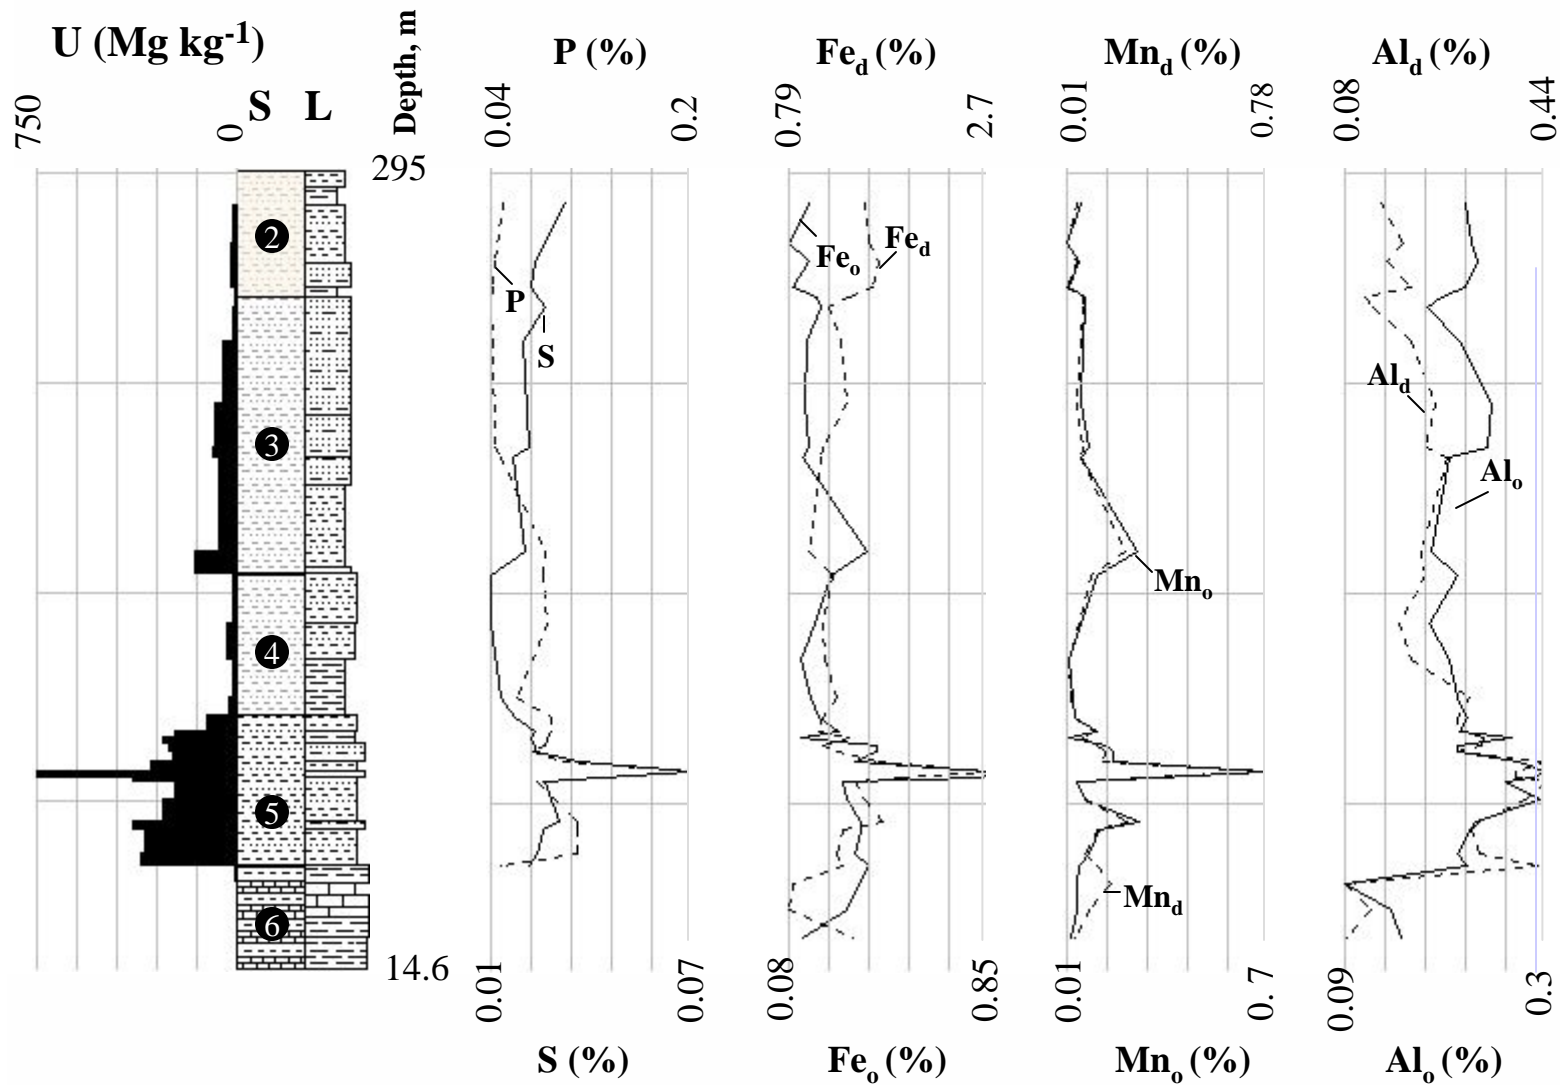 U (Mg kg-1)
S L
Depth, m
P (%)
Fed (%)
Mnd (%)
Ald (%)
750
0
0.04
0.2
0.79
2.7
0.01
0.78
0.08
0.44
295
2
3
4
5
6
14.6
P
S
Feo
Fed
Mno
Mnd
Ald
Alo
0.01
0.07
0.08
0.85
0.01
0. 7
0.09
0.3
S (%)
Feo (%)
Mno (%)
Alo (%)